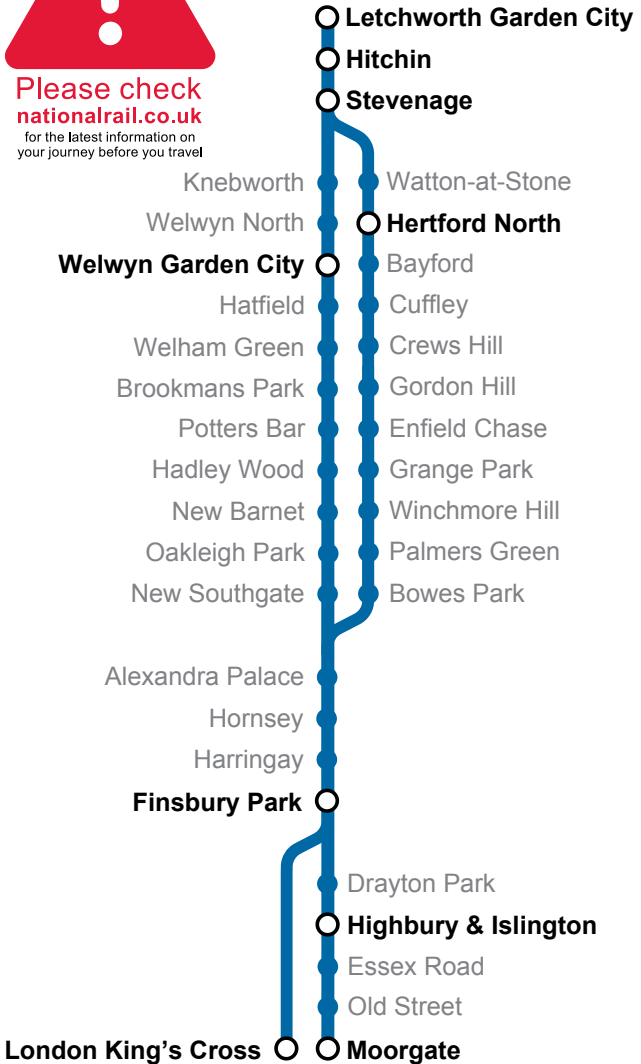 Letchworth Garden City
Hitchin
Stevenage
Please check
nationalrail.co.uk
for the latest information on
your journey before you travel
Knebworth Watton-at-Stone
Welwyn North Hertford North
Welwyn Garden City Bayford
Hatfield Cuffley
Welham Green Crews Hill
Brookmans Park Gordon Hill
Potters Bar Enfield Chase
Hadley Wood Grange Park
New Barnet Winchmore Hill
Oakleigh Park Palmers Green
New Southgate Bowes Park
Alexandra Palace
Hornsey
Harringay
Finsbury Park
Drayton Park
Highbury & Islington
Essex Road
Old Street
London King's Cross Moorgate